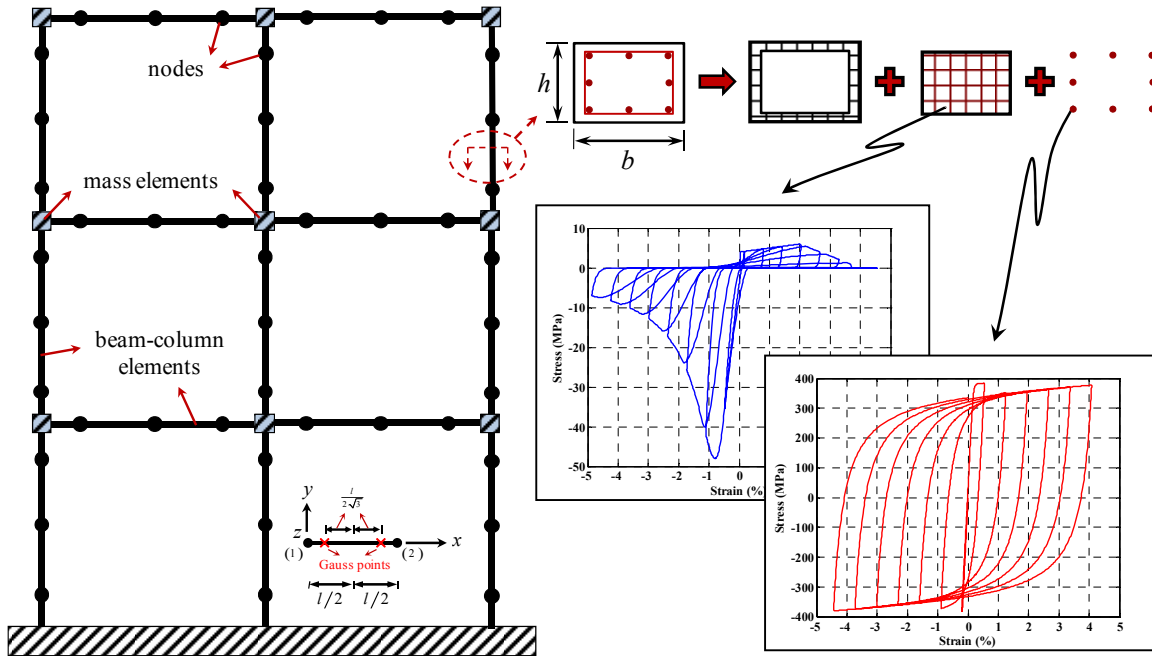 nodes
mass elements
beam-column
elements
y
z
x
(1)
(2)
l
2√3
Gauss points
l/2
l/2
h
b
10
0
-10
-20
-30
-40
-50
-5
-4
-3
-2
-1
0
Stress (MPa)
Strain (%)
400
300
200
100
0
-100
-200
-300
-400
-5
-4
-3
-2
-1
0
1
2
3
4
5
Stress (MPa)
Strain (%)